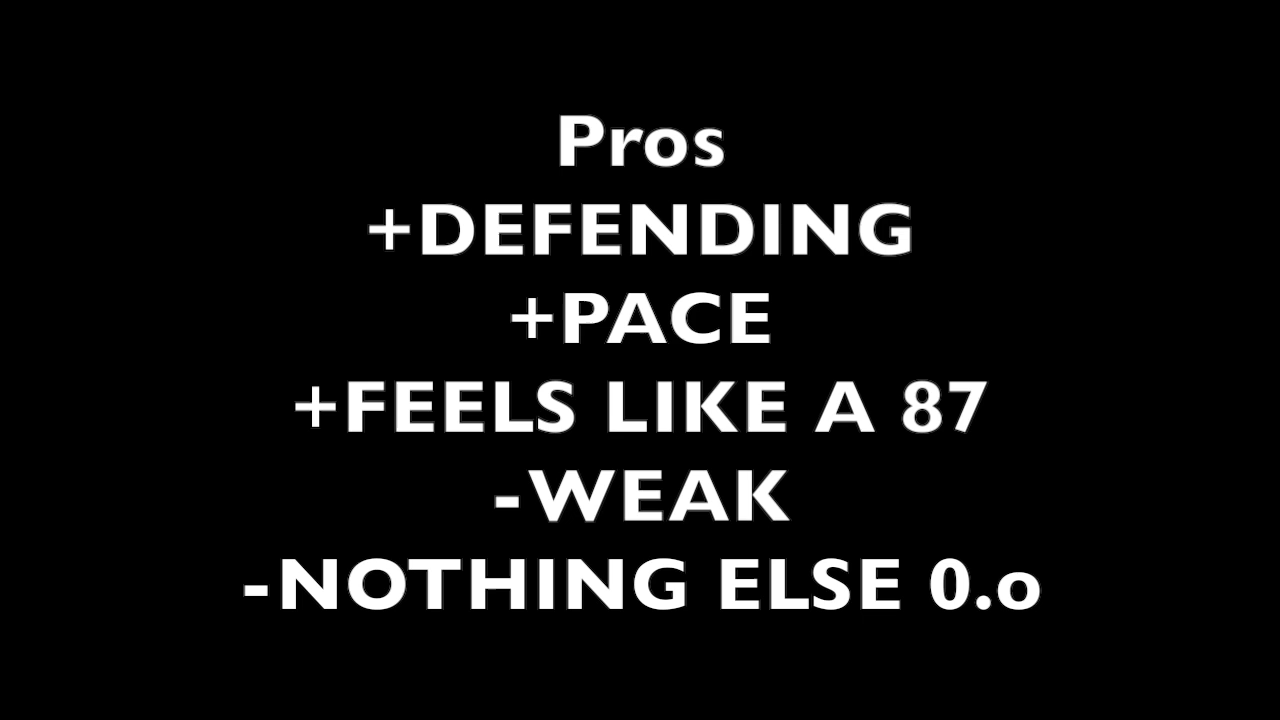 Pros
+DEFENDING
+PACE
+FEELS LIKE A 87
-WEAK
-NOTHING ELSE 0.o